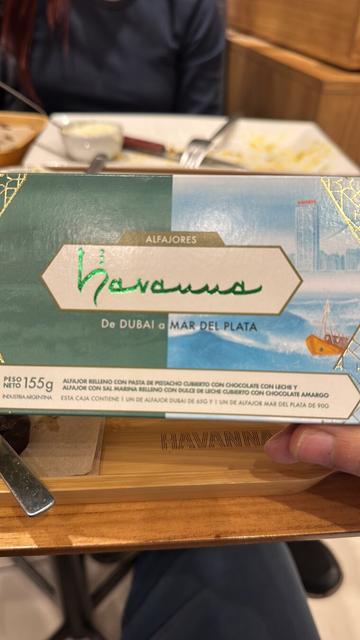 ALFAJORES
havanna
De DUBAI a MAR DEL PLATA
PESO NETO 155g
INDUSTRIA ARGENTINA
ALFAJOR RELLENO CON PASTA DE PISTACHO CUBIERTO CON CHOCOLATE CON LECHE Y
ALFAJOR CON SAL MARINA RELLENO CON DULCE DE LECHE CUBIERTO CON CHOCOLATE AMARGO
ESTA CAJA CONTIENE 1 UN DE ALFAJOR DUBAI DE 65G Y 1 UN DE ALFAJOR MAR DEL PLATA DE 90G
HAVANNA